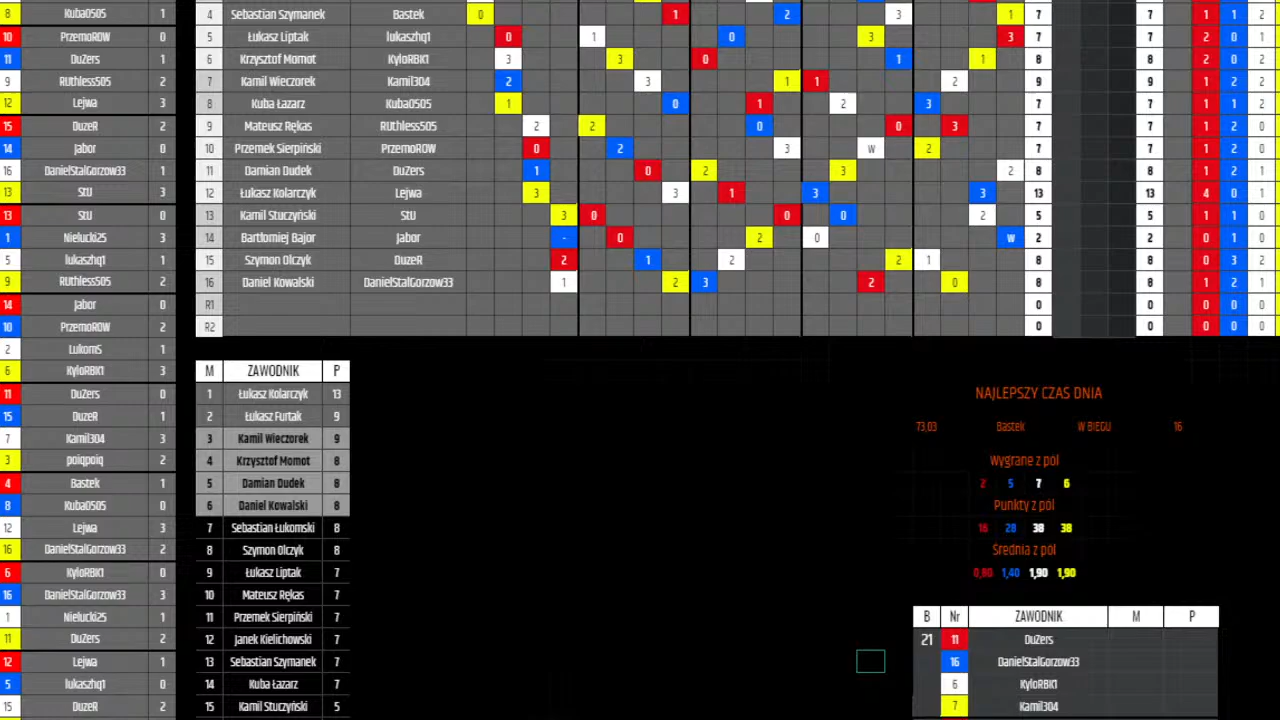 8 Kuba0505 1
10 PrzemoROW 0
11 DuZers 1
9 RUthless505 2
12 Lejwa 3
15 DuzeR 2
14 Jabor 0
16 DanielStalGorzow33 1
13 StU 3
13 StU 0
1 Nielucki25 3
5 lukaszhq1 1
9 RUthless505 2
14 Jabor 0
10 PrzemoROW 2
2 LukomS 1
6 KyloRBK1 3
11 DuZers 0
15 DuzeR 1
7 Kamil304 3
3 poiqpoiq 2
4 Bastek 1
8 Kuba0505 0
12 Lejwa 3
16 DanielStalGorzow33 2
6 KyloRBK1 0
16 DanielStalGorzow33 3
1 Nielucki25 1
11 DuZers 2
12 Lejwa 1
5 lukaszhq1 0
15 DuzeR 2
4 Sebastian Szymanek Bastek 0 1 2 3 1 7 7 1 1 2
5 Łukasz Liptak lukaszhq1 0 1 0 3 3 7 7 2 0 1
6 Krzysztof Momot KyloRBK1 3 3 0 1 1 8 8 2 0 2
7 Kamil Wieczorek Kamil304 2 3 1 1 2 9 9 1 2 2
8 Kuba Łazarz Kuba0505 1 0 1 2 3 7 7 1 1 2
9 Mateusz Rękas RUthless505 2 2 0 0 3 7 7 1 2 0
10 Przemek Sierpiński PrzemoROW 0 2 3 w 2 7 7 1 2 0
11 Damian Dudek DuZers 1 0 2 3 2 8 8 1 2 1
12 Łukasz Kolarczyk Lejwa 3 3 1 3 3 13 13 4 0 1
13 Kamil Stuczyński StU 3 0 0 0 2 5 5 1 1 0
14 Bartłomiej Bajor Jabor - 0 2 0 w 2 2 0 1 0
15 Szymon Olczyk DuzeR 2 1 2 2 1 8 8 0 3 2
16 Daniel Kowalski DanielStalGorzow33 1 2 3 2 0 8 8 1 2 1
R1 0 0 0 0 0
R2 0 0 0 0 0
M ZAWODNIK P
1 Łukasz Kolarczyk 13
2 Łukasz Furtak 9
3 Kamil Wieczorek 9
4 Krzysztof Momot 8
5 Damian Dudek 8
6 Daniel Kowalski 8
7 Sebastian Łukomski 8
8 Szymon Olczyk 8
9 Łukasz Liptak 7
10 Mateusz Rękas 7
11 Przemek Sierpiński 7
12 Janek Kielichowski 7
13 Sebastian Szymanek 7
14 Kuba Łazarz 7
15 Kamil Stuczyński 5
NAJLEPSZY CZAS DNIA
73,03 Bastek W BIEGU 16
Wygrane z pól
2 5 7 6
Punkty z pól
16 28 38 38
Średnia z pól
0,80 1,40 1,90 1,90
B Nr ZAWODNIK M P
21 11 DuZers
16 DanielStalGorzow33
6 KyloRBK1
7 Kamil304